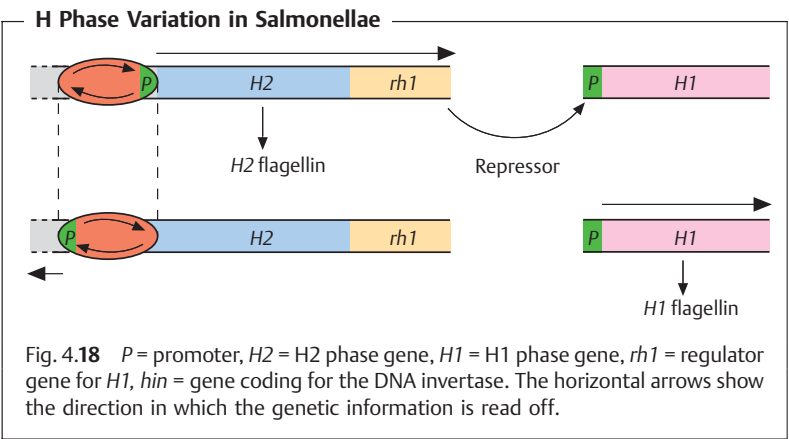 H Phase Variation in Salmonellae
P H2 rh1 P H1
H2 flagellin
Repressor
P H2 rh1 P H1
H1 flagellin
Fig. 4.18 P = promoter, H2 = H2 phase gene, H1 = H1 phase gene, rh1 = regulator
gene for H1, hin = gene coding for the DNA invertase. The horizontal arrows show
the direction in which the genetic information is read off.